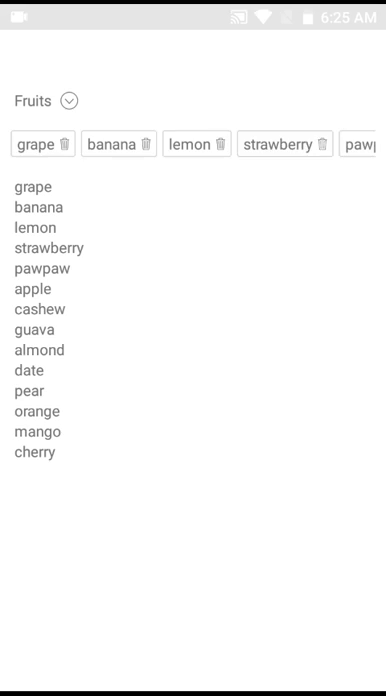 6:25 AM
Fruits
grape banana lemon strawberry
grape
banana
lemon
strawberry
pawpaw
apple
cashew
guava
almond
date
pear
orange
mango
cherry